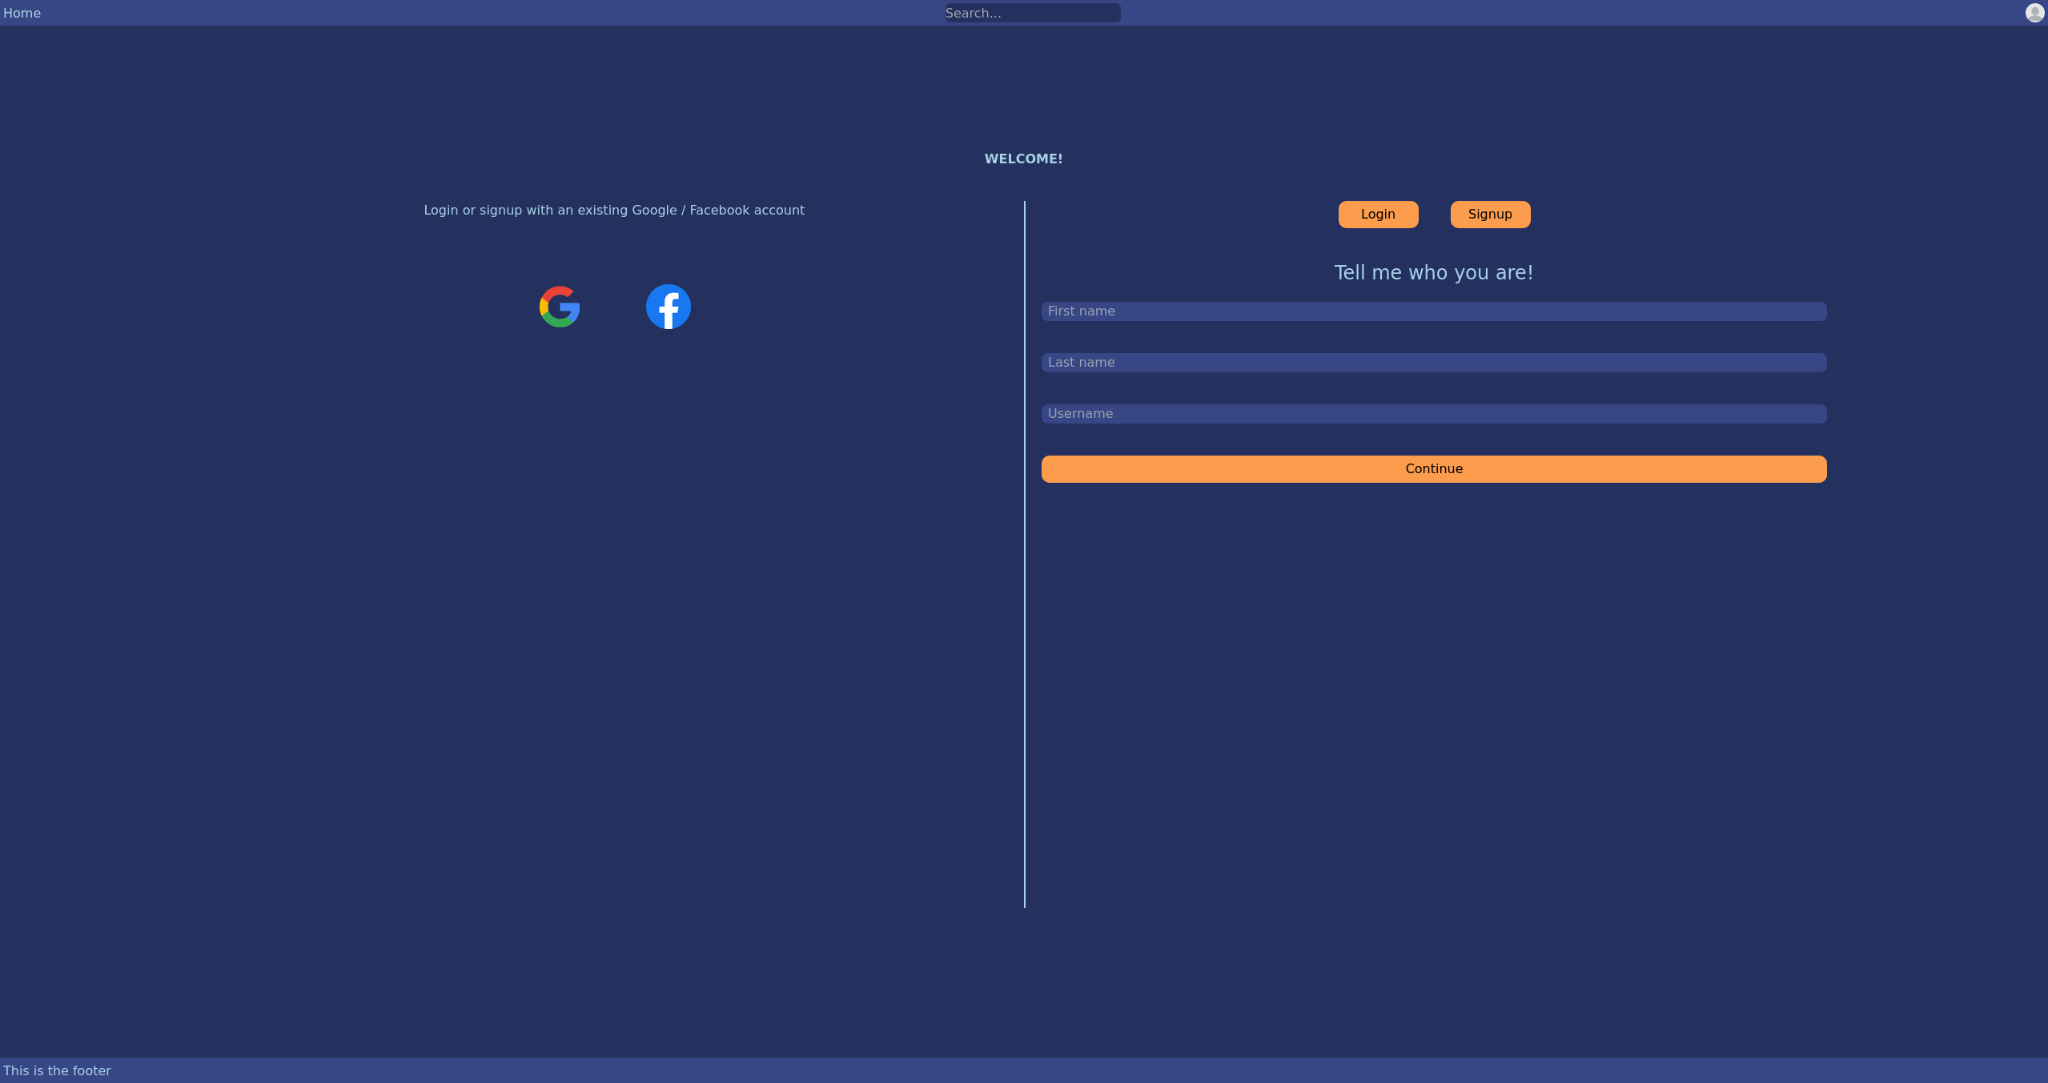 Home
Search...
WELCOME!
Login or signup with an existing Google / Facebook account
Login
Signup
Tell me who you are!
First name
Last name
Username
Continue
This is the footer